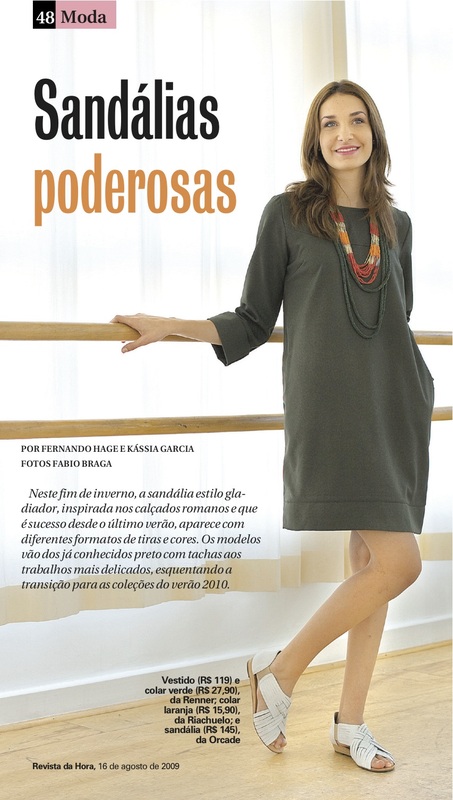 48 Moda
Sandálias
poderosas
POR FERNANDO HAGE E KÁSSIA GARCIA
FOTOS FABIO BRAGA
Neste fim de inverno, a sandália estilo gla-
diador, inspirada nos calçados romanos e que
é sucesso desde o último verão, aparece com
diferentes formatos de tiras e cores. Os modelos
vão dos já conhecidos preto com tachas aos
trabalhos mais delicados, esquentando a
transição para as coleções do verão 2010.
Vestido (R$ 119) e
colar verde (R$ 27,90),
da Renner; colar
laranja (R$ 15,90),
da Riachuelo; e
sandália (R$ 145),
da Orcade
Revista da Hora, 16 de agosto de 2009